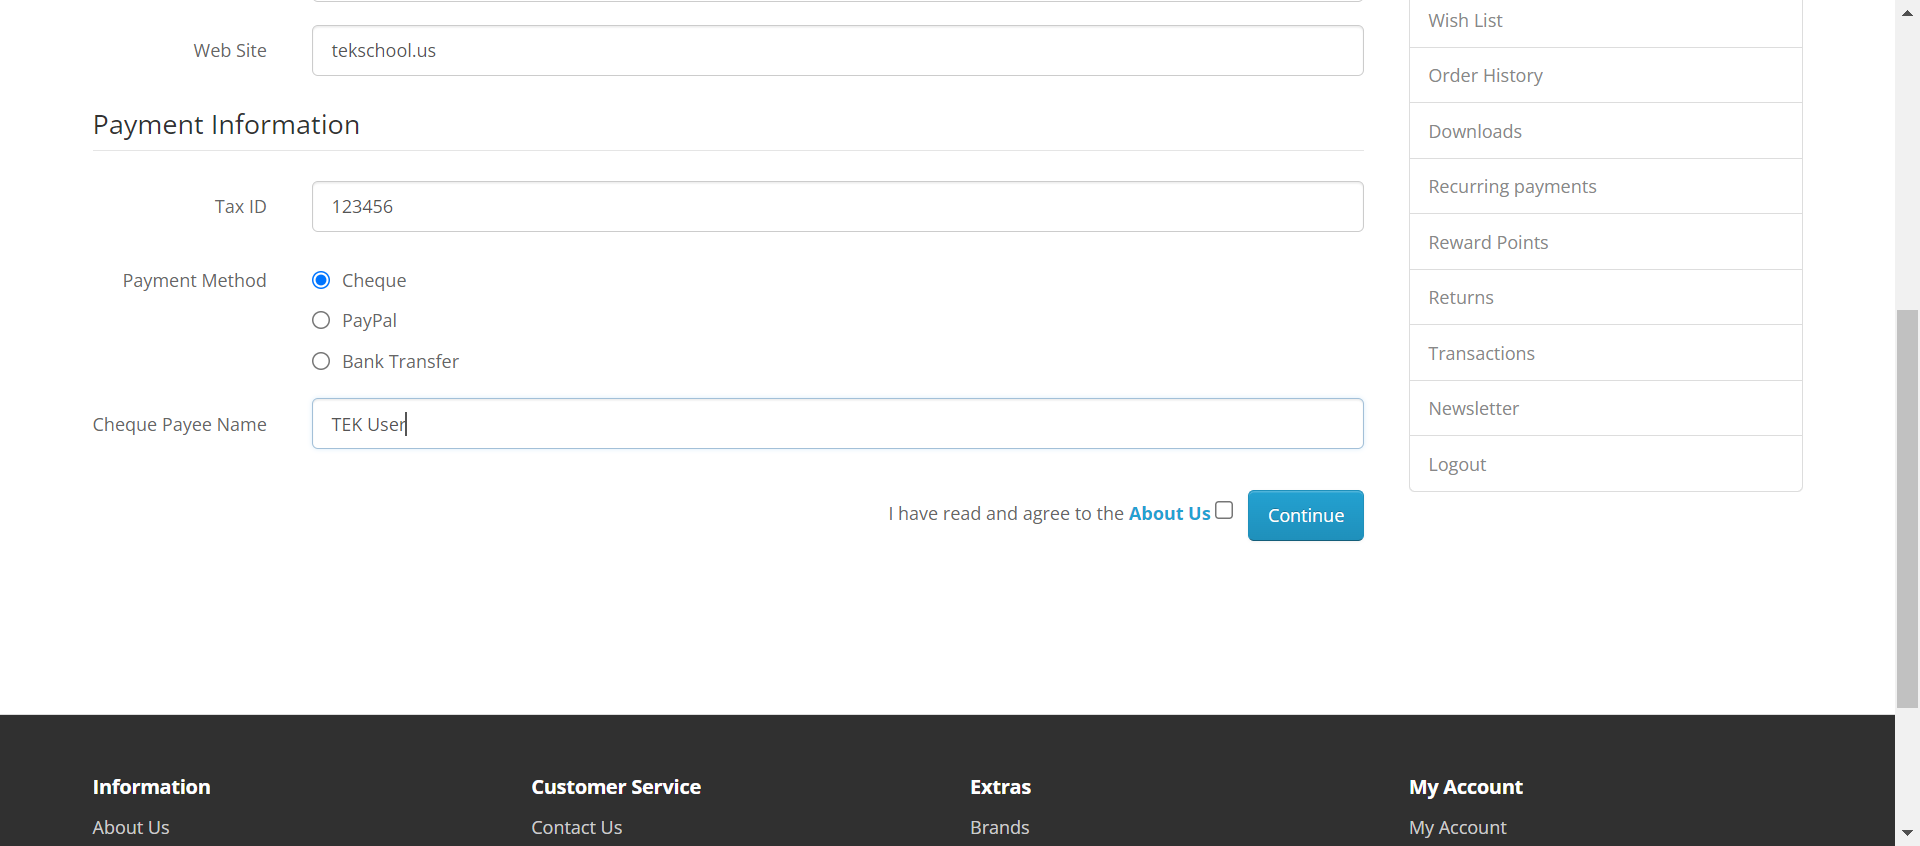 Web Site
tekschool.us
Payment Information
Tax ID
123456
Payment Method
Cheque
PayPal
Bank Transfer
Cheque Payee Name
TEK User
I have read and agree to the About Us
Continue
Wish List
Order History
Downloads
Recurring payments
Reward Points
Returns
Transactions
Newsletter
Logout
Information
About Us
Customer Service
Contact Us
Extras
Brands
My Account
My Account